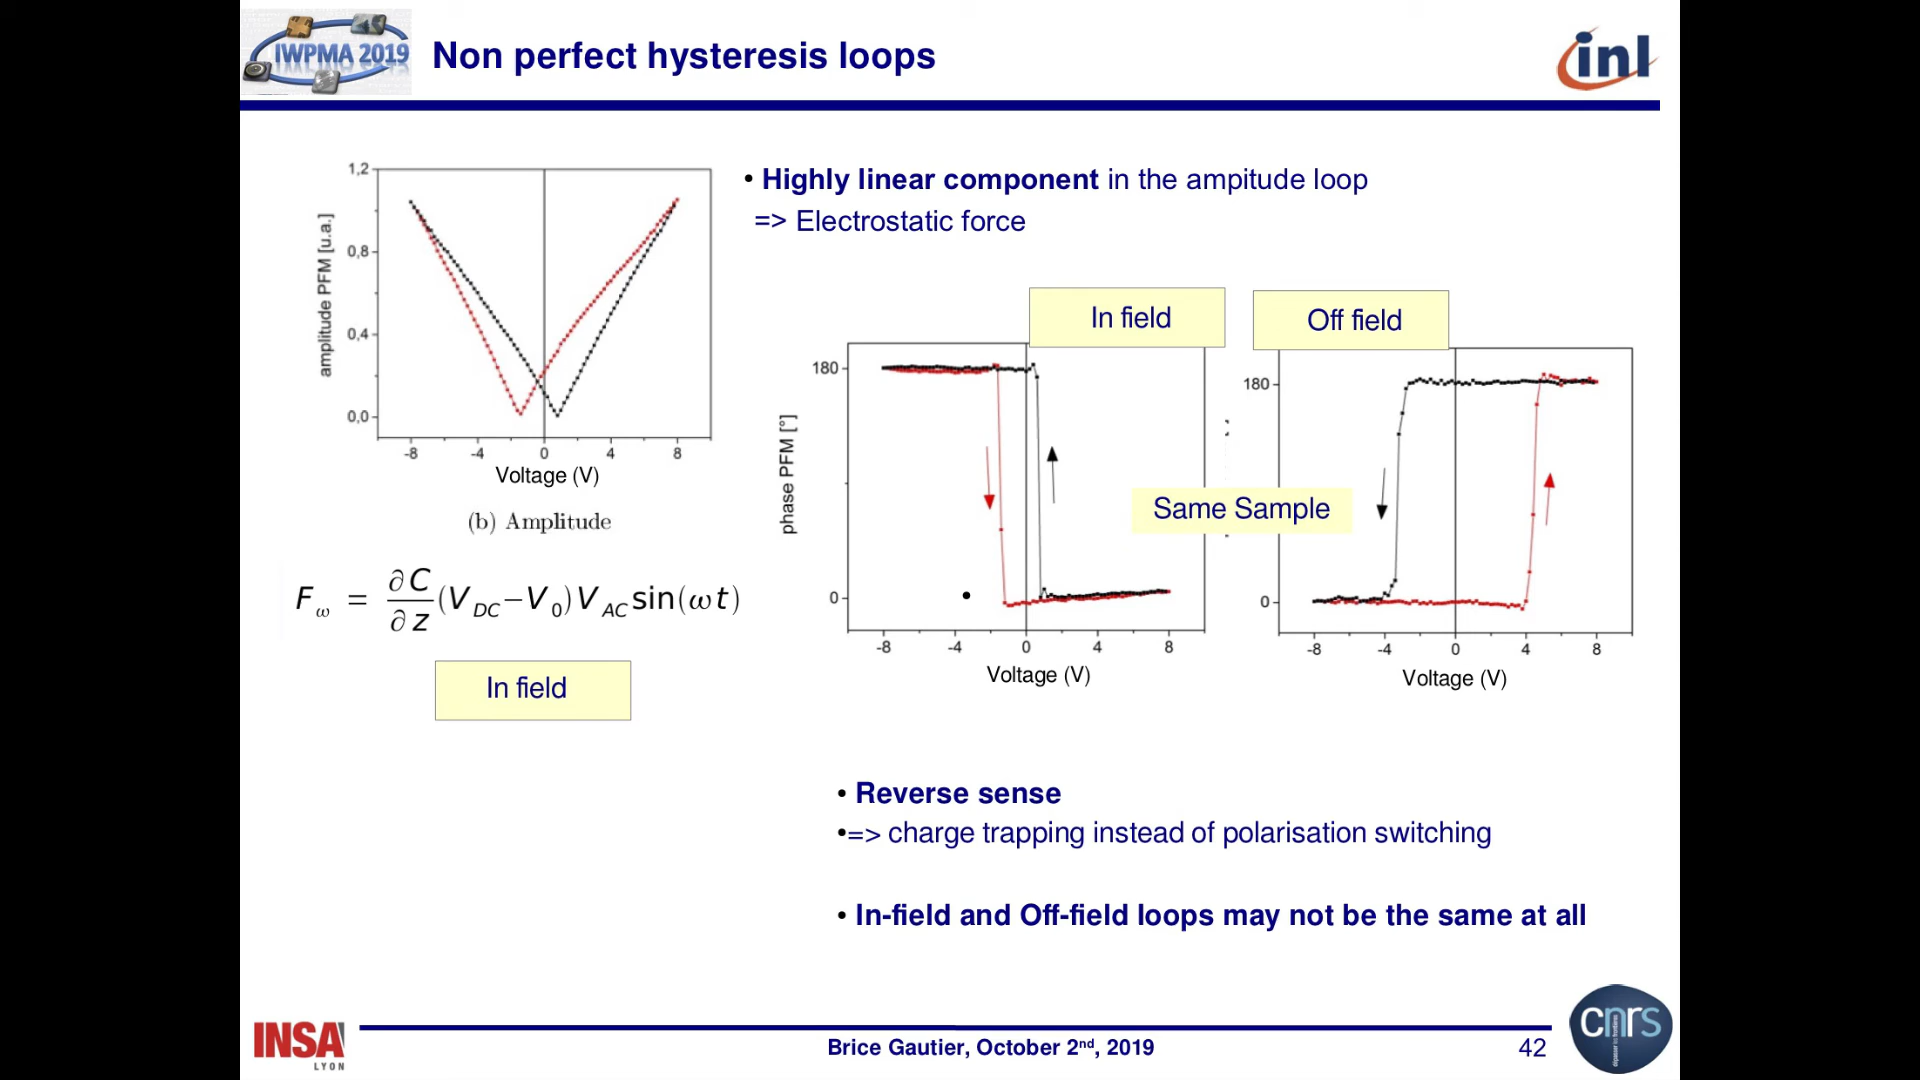 IWPMA 2019
Non perfect hysteresis loops
inl
• Highly linear component in the ampitude loop
=> Electrostatic force
1,2
0,8
0,4
0,0
amplitude PFM [u.a.]
-8 -4 0 4 8
Voltage (V)
(b) Amplitude
F_ω = ∂C/∂z (V_DC − V_0) V_AC sin(ωt)
In field
In field
180
0
phase PFM [°]
-8 -4 0 4 8
Voltage (V)
Same Sample
Off field
180
0
-8 -4 0 4 8
Voltage (V)
• Reverse sense
•=> charge trapping instead of polarisation switching
• In-field and Off-field loops may not be the same at all
INSA
LYON
Brice Gautier, October 2nd, 2019
42
cnrs